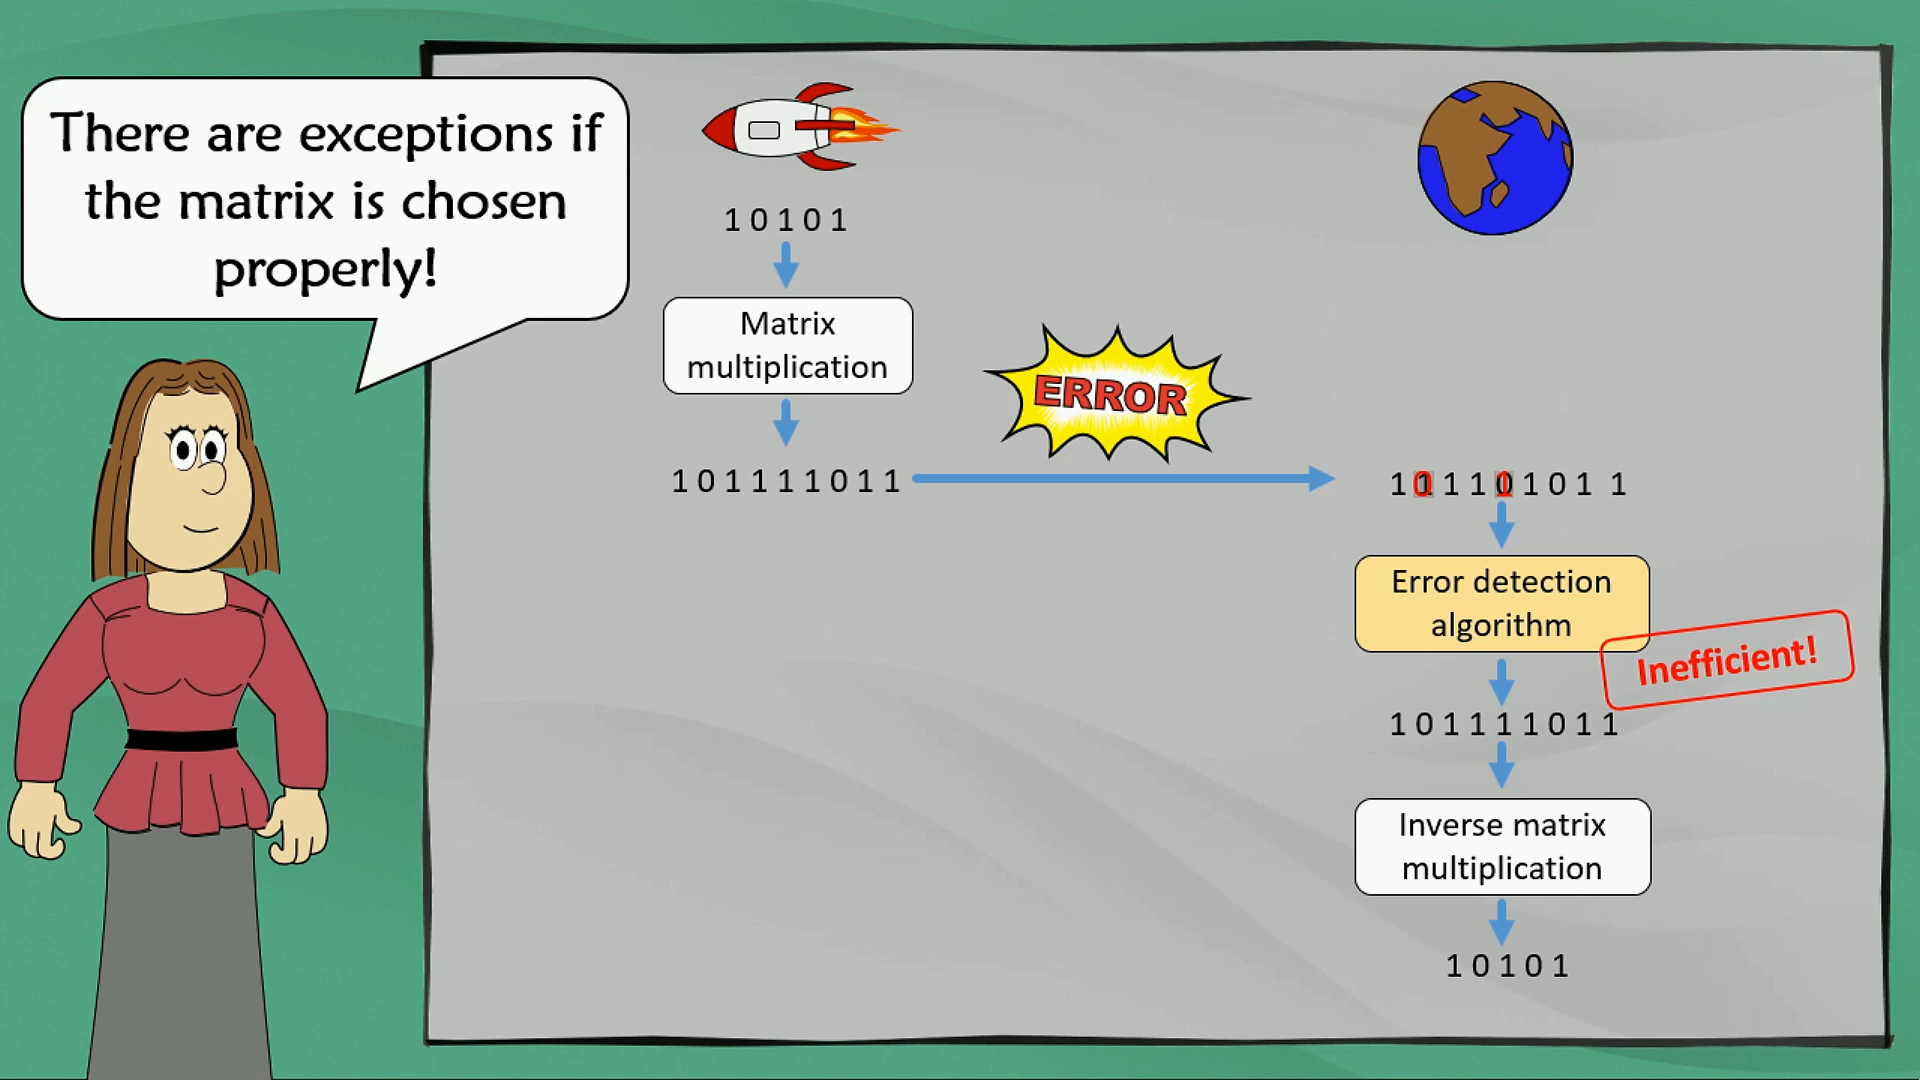 There are exceptions if
the matrix is chosen
properly!
1 0 1 0 1
Matrix
multiplication
ERROR
1 0 1 1 1 1 0 1 1
1 0 1 1 1 1 0 1 1
Error detection
algorithm
Inefficient!
1 0 1 1 1 1 0 1 1
Inverse matrix
multiplication
1 0 1 0 1